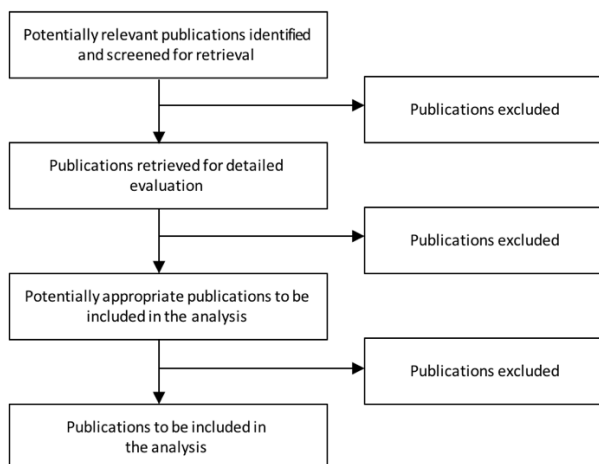 Potentially relevant publications identified
and screened for retrieval
Publications excluded
Publications retrieved for detailed
evaluation
Publications excluded
Potentially appropriate publications to be
included in the analysis
Publications excluded
Publications to be included in
the analysis